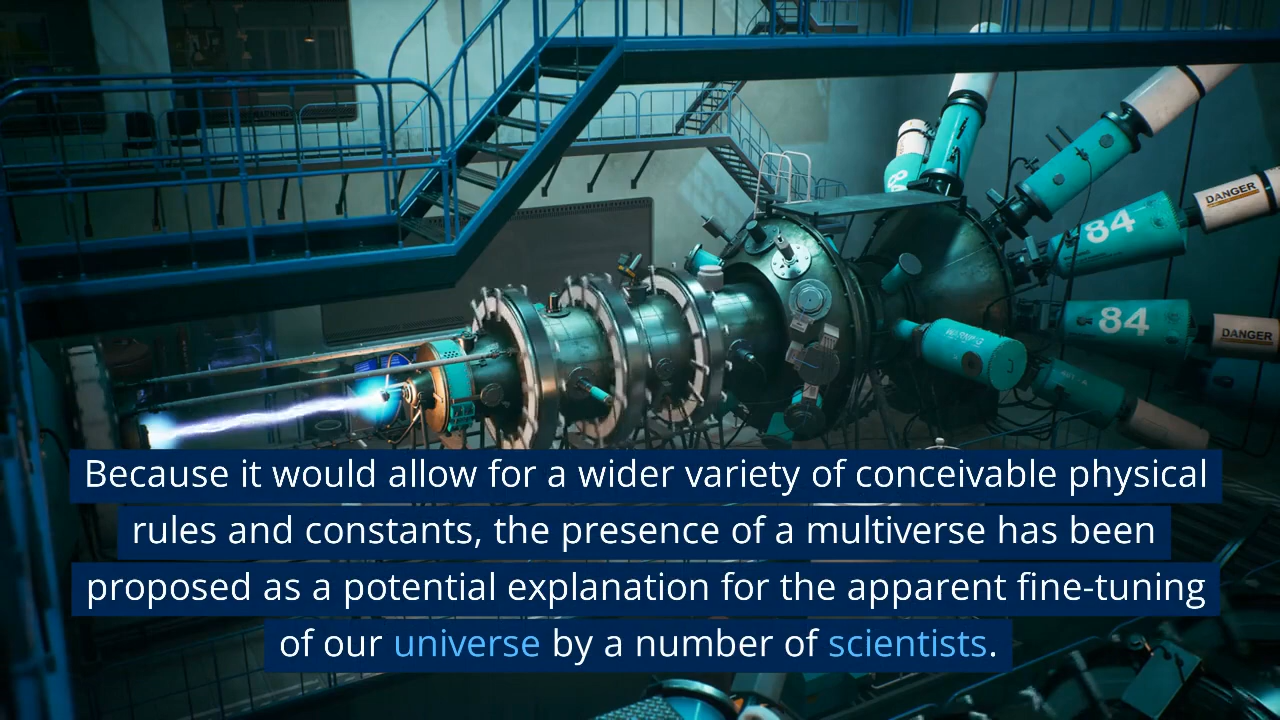 84
DANGER
84
DANGER
Because it would allow for a wider variety of conceivable physical
rules and constants, the presence of a multiverse has been
proposed as a potential explanation for the apparent fine-tuning
of our universe by a number of scientists.